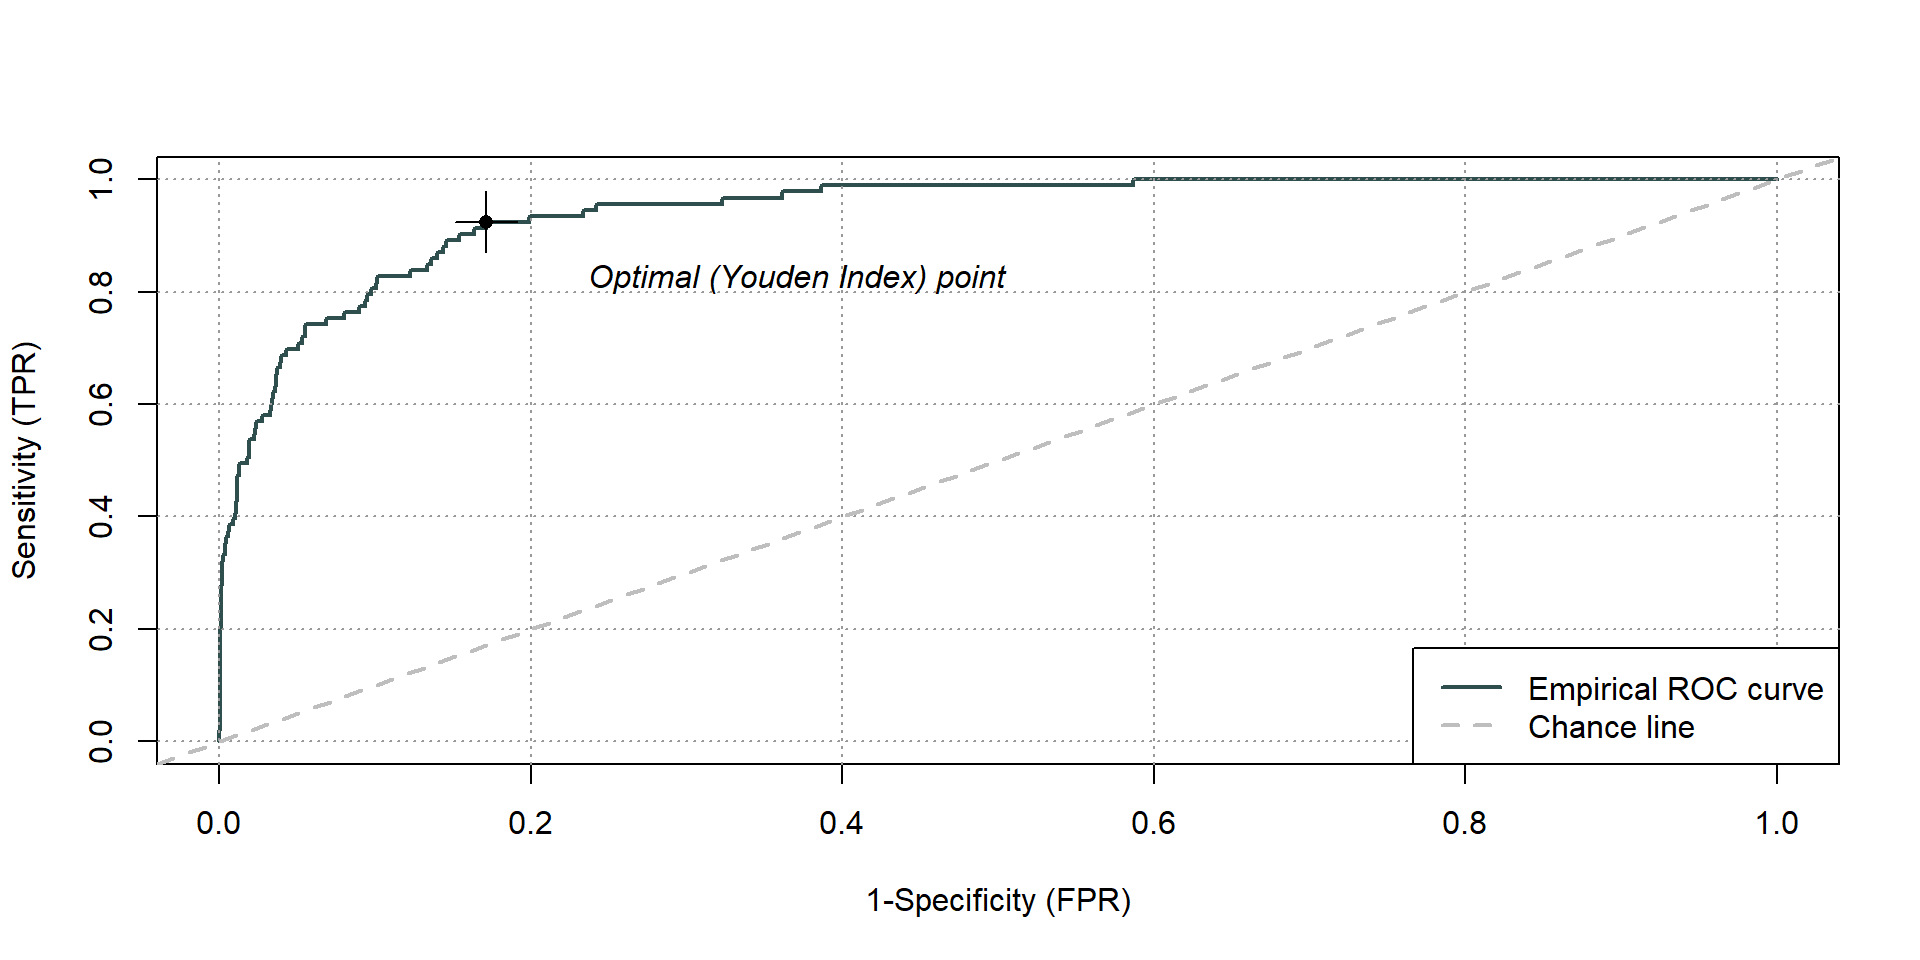 Sensitivity (TPR)
1.0
0.8
0.6
0.4
0.2
0.0
Optimal (Youden Index) point
Empirical ROC curve
Chance line
0.0 0.2 0.4 0.6 0.8 1.0
1-Specificity (FPR)